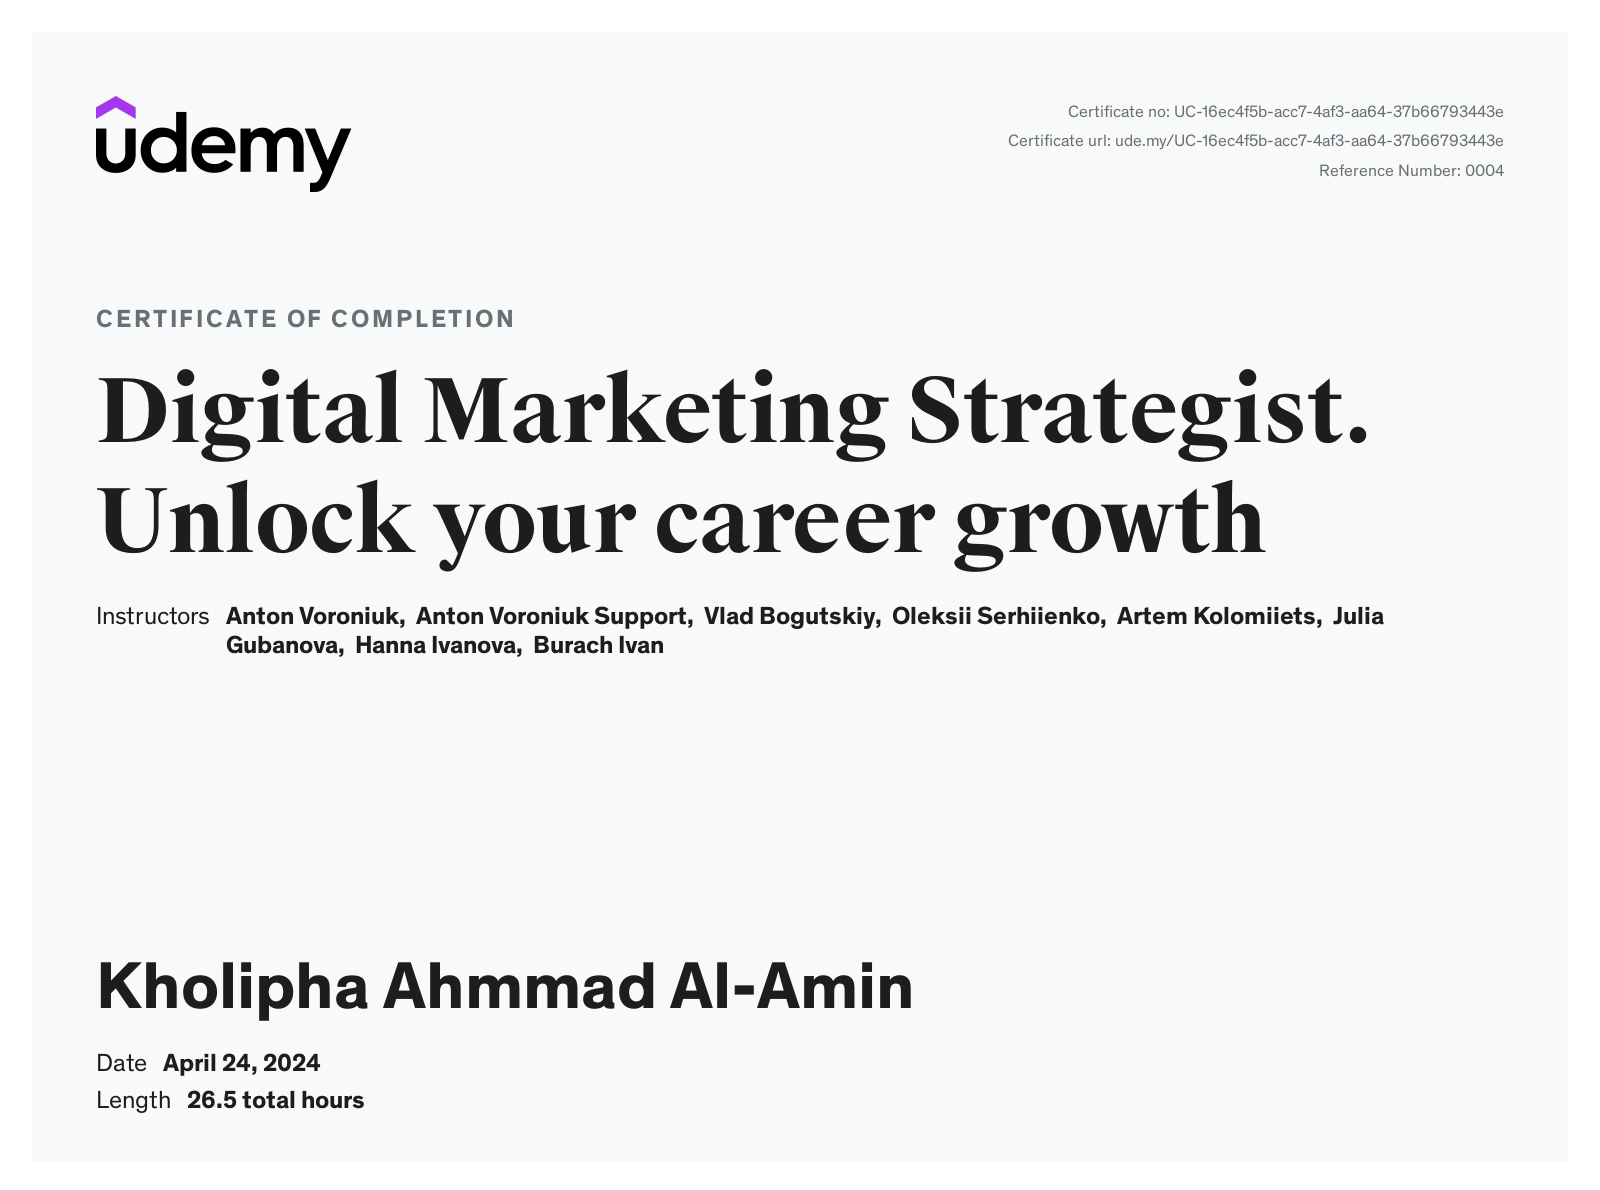 udemy
Certificate no: UC-16ec4f5b-acc7-4af3-aa64-37b66793443e
Certificate url: ude.my/UC-16ec4f5b-acc7-4af3-aa64-37b66793443e
Reference Number: 0004
CERTIFICATE OF COMPLETION
Digital Marketing Strategist.
Unlock your career growth
Instructors Anton Voroniuk, Anton Voroniuk Support, Vlad Bogutskiy, Oleksii Serhiienko, Artem Kolomiiets, Julia
Gubanova, Hanna Ivanova, Burach Ivan
Kholipha Ahmmad Al-Amin
Date April 24, 2024
Length 26.5 total hours